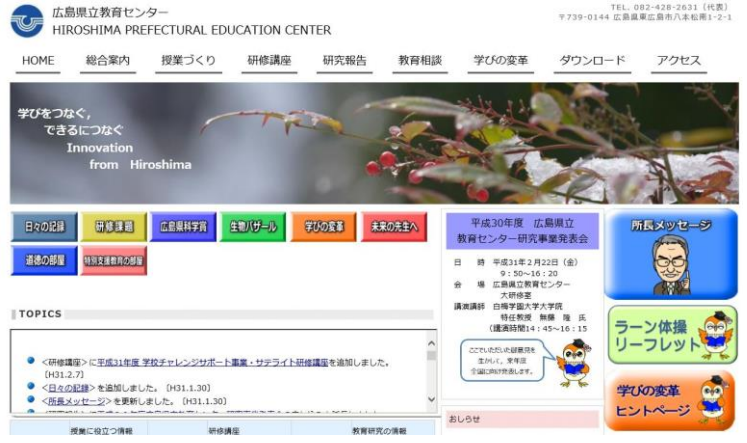 広島県立教育センター
HIROSHIMA PREFECTURAL EDUCATION CENTER
TEL. 082-428-2631 (代表)
〒739-0144 広島県東広島市八本松南1-2-1
HOME 総合案内 授業づくり 研修講座 研究報告 教育相談 学びの変革 ダウンロード アクセス
学びをつなぐ，
できるにつなぐ
Innovation
from Hiroshima
日々の記録 研修課題 広島県科学賞 生物バザール 学びの変革 未来の先生へ
道徳の部屋 特別支援教育の部屋
TOPICS
<研修講座>に平成31年度 学校チャレンジサポート事業・サテライト研修講座を追加しました。
[H31.2.7]
<日々の記録>を追加しました。 [H31.1.30]
<所長メッセージ>を更新しました。 [H31.1.30]
授業に役立つ情報 研修講座 教育研究の情報
平成30年度 広島県立
教育センター研究事業発表会
日 時 平成31年2月22日（金）
9：50～16：20
会 場 広島県立教育センター
大研修室
講演講師 白梅学園大学大学院
特任教授 無藤 隆 氏
（講演時間14：45～16：15
ここでいただいた御意見を
生かして，来年度
全国に向け発表します。
おしらせ
所長メッセージ
ラーン体操
リーフレット
学びの変革
ヒントページ